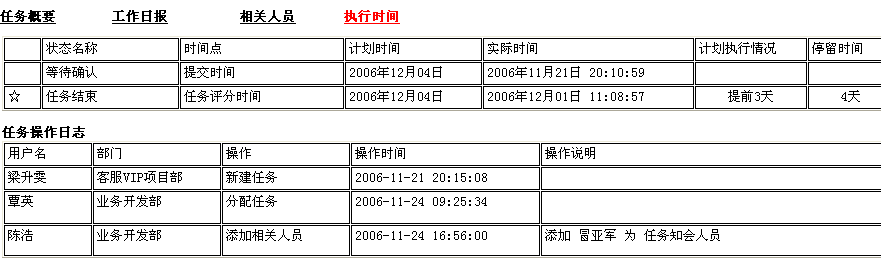 任务概要 工作日报 相关人员 执行时间
状态名称 时间点 计划时间 实际时间 计划执行情况 停留时间
等待确认 提交时间 2006年12月04日 2006年11月21日 20:10:59
☆ 任务结束 任务评分时间 2006年12月04日 2006年12月01日 11:08:57 提前3天 4天
任务操作日志
用户名 部门 操作 操作时间 操作说明
梁升雯 客服VIP项目部 新建任务 2006-11-21 20:15:08
覃英 业务开发部 分配任务 2006-11-24 09:25:34
陈浩 业务开发部 添加相关人员 2006-11-24 16:56:00 添加 冒亚军 为 任务知会人员